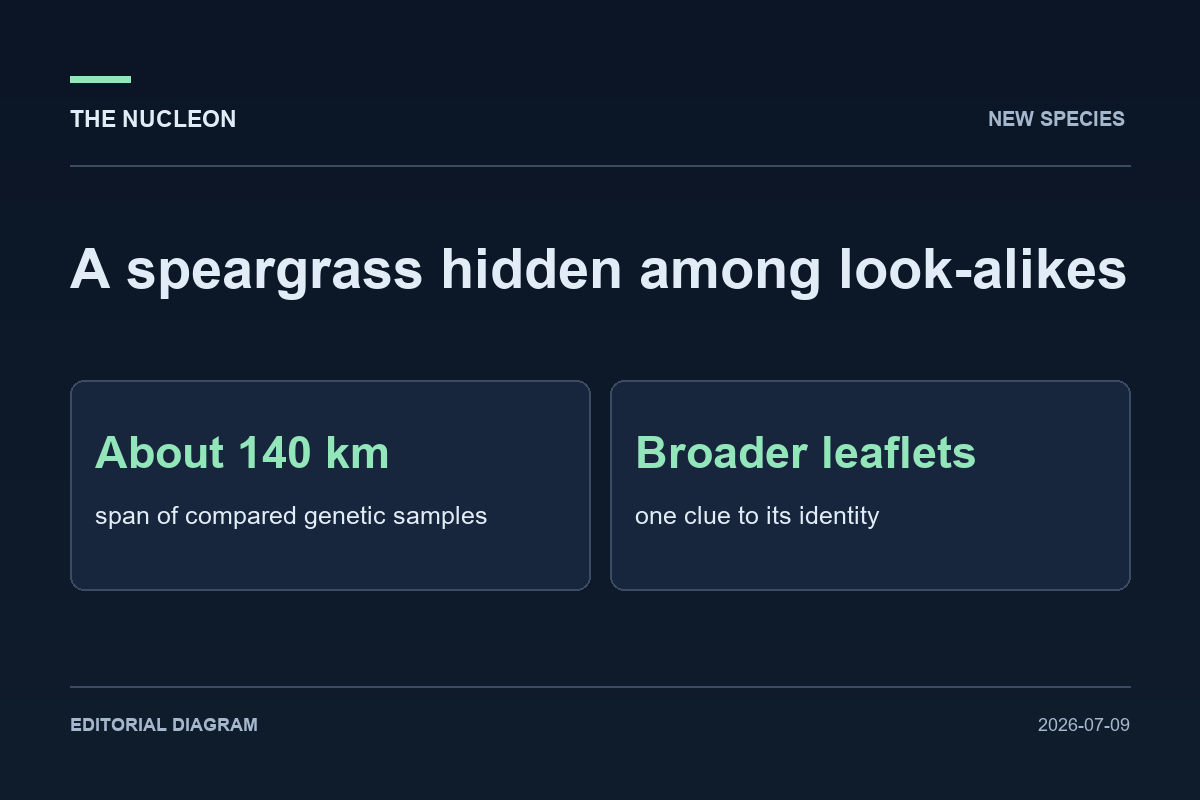 THE NUCLEON
NEW SPECIES
A speargrass hidden among look-alikes
About 140 km
span of compared genetic samples
Broader leaflets
one clue to its identity
EDITORIAL DIAGRAM
2026-07-09